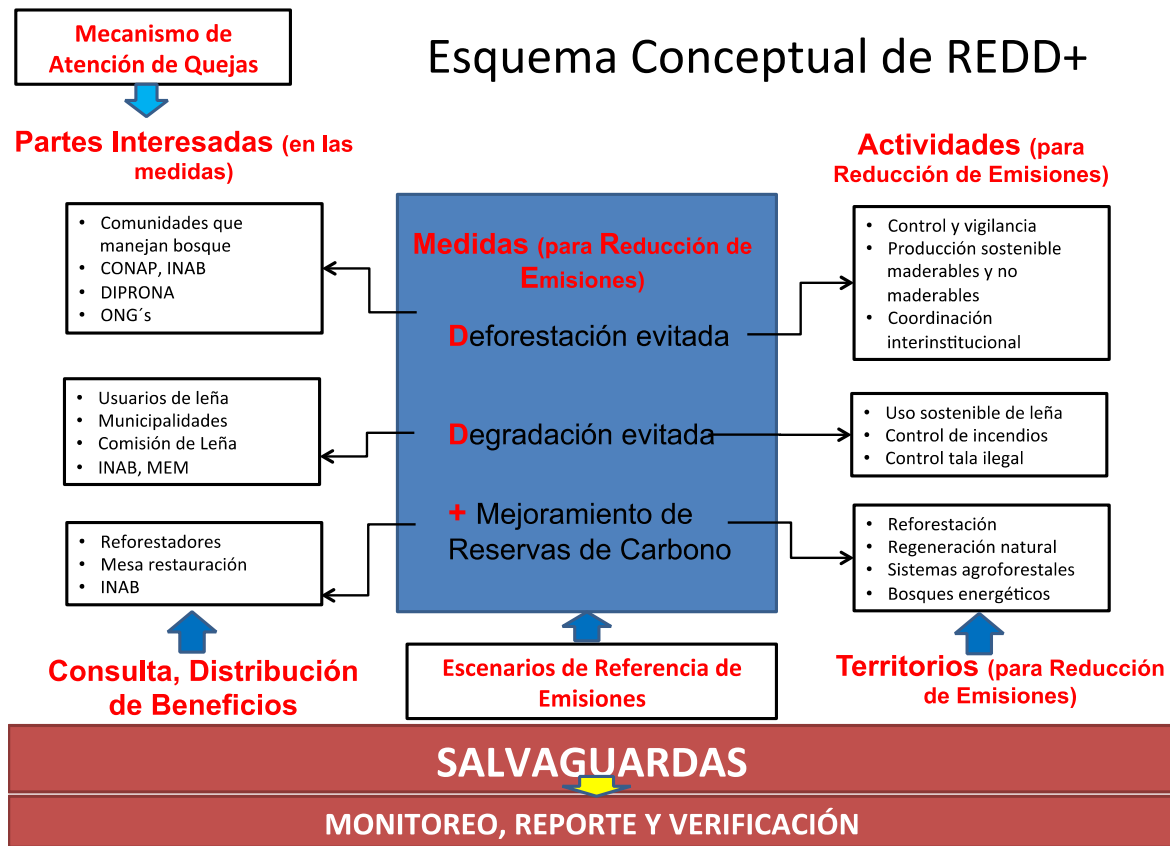 Mecanismo de
Atención de Quejas
Esquema Conceptual de REDD+
Partes Interesadas (en las
medidas)
Actividades (para
Reducción de Emisiones)
• Comunidades que
manejan bosque
• CONAP, INAB
• DIPRONA
• ONG´s
Medidas (para Reducción de
Emisiones)
Deforestación evitada
• Control y vigilancia
• Producción sostenible
maderables y no
maderables
• Coordinación
interinstitucional
• Usuarios de leña
• Municipalidades
• Comisión de Leña
• INAB, MEM
Degradación evitada
• Uso sostenible de leña
• Control de incendios
• Control tala ilegal
• Reforestadores
• Mesa restauración
• INAB
+ Mejoramiento de
Reservas de Carbono
• Reforestación
• Regeneración natural
• Sistemas agroforestales
• Bosques energéticos
Consulta, Distribución
de Beneficios
Escenarios de Referencia de
Emisiones
Territorios (para Reducción
de Emisiones)
SALVAGUARDAS
MONITOREO, REPORTE Y VERIFICACIÓN